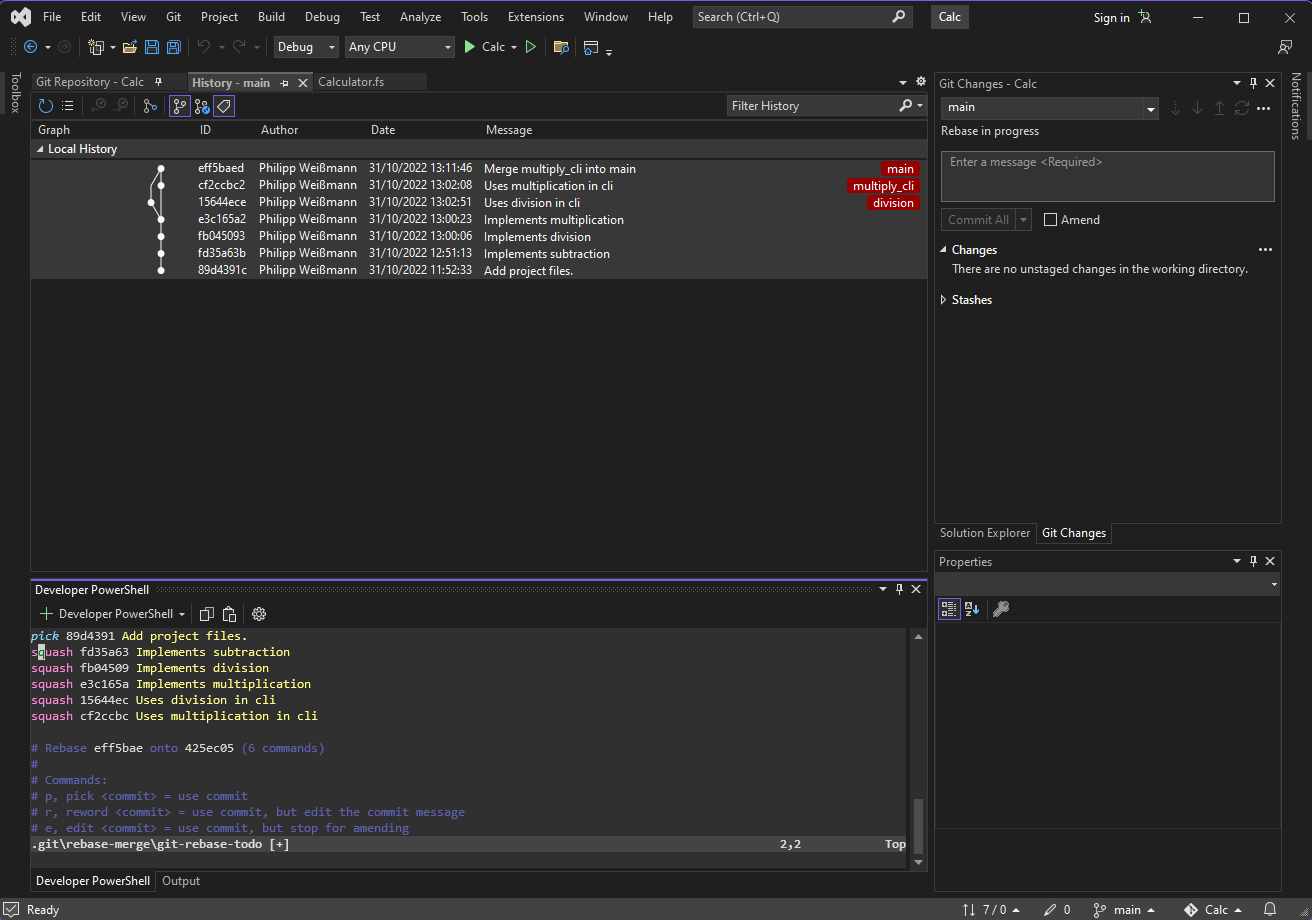 File Edit View Git Project Build Debug Test Analyze Tools Extensions Window Help Search (Ctrl+Q) Calc Sign in
Debug Any CPU Calc
Toolbox
Git Repository - Calc History - main Calculator.fs
Filter History
Graph ID Author Date Message
Local History
eff5baed Philipp Weißmann 31/10/2022 13:11:46 Merge multiply_cli into main main
cf2ccbc2 Philipp Weißmann 31/10/2022 13:02:08 Uses multiplication in cli multiply_cli
15644ece Philipp Weißmann 31/10/2022 13:02:51 Uses division in cli division
e3c165a2 Philipp Weißmann 31/10/2022 13:00:23 Implements multiplication
fb045093 Philipp Weißmann 31/10/2022 13:00:06 Implements division
fd35a63b Philipp Weißmann 31/10/2022 12:51:13 Implements subtraction
89d4391c Philipp Weißmann 31/10/2022 11:52:33 Add project files.
Git Changes - Calc
main
Rebase in progress
Enter a message <Required>
Commit All Amend
Changes
There are no unstaged changes in the working directory.
Stashes
Solution Explorer Git Changes
Properties
Notifications
Developer PowerShell
Developer PowerShell
pick 89d4391 Add project files.
squash fd35a63 Implements subtraction
squash fb04509 Implements division
squash e3c165a Implements multiplication
squash 15644ec Uses division in cli
squash cf2ccbc Uses multiplication in cli
# Rebase eff5bae onto 425ec05 (6 commands)
#
# Commands:
# p, pick <commit> = use commit
# r, reword <commit> = use commit, but edit the commit message
# e, edit <commit> = use commit, but stop for amending
.git\rebase-merge\git-rebase-todo [+] 2,2 Top
Developer PowerShell Output
Ready 7 / 0 0 main Calc